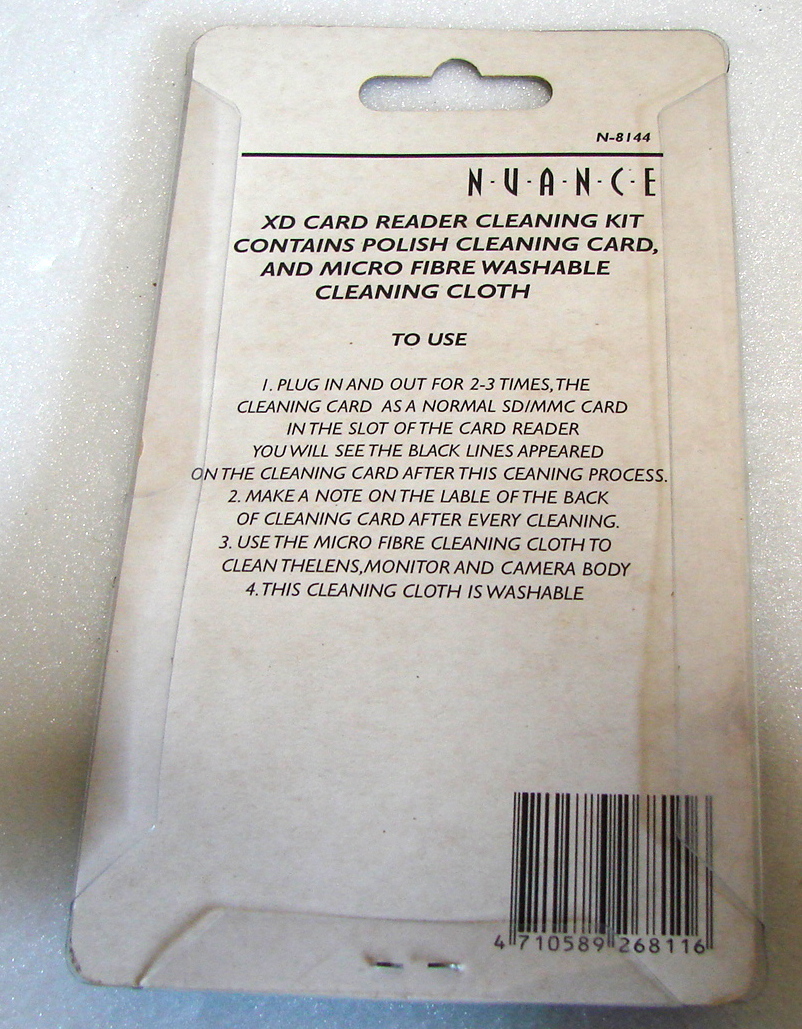 N-8144
N·U·A·N·C·E
XD CARD READER CLEANING KIT
CONTAINS POLISH CLEANING CARD,
AND MICRO FIBRE WASHABLE
CLEANING CLOTH
TO USE
1. PLUG IN AND OUT FOR 2-3 TIMES,THE
CLEANING CARD AS A NORMAL SD/MMC CARD
IN THE SLOT OF THE CARD READER
YOU WILL SEE THE BLACK LINES APPEARED
ON THE CLEANING CARD AFTER THIS CEANING PROCESS.
2. MAKE A NOTE ON THE LABLE OF THE BACK
OF CLEANING CARD AFTER EVERY CLEANING.
3. USE THE MICRO FIBRE CLEANING CLOTH TO
CLEAN THELENS,MONITOR AND CAMERA BODY
4. THIS CLEANING CLOTH IS WASHABLE
4 710589 268116